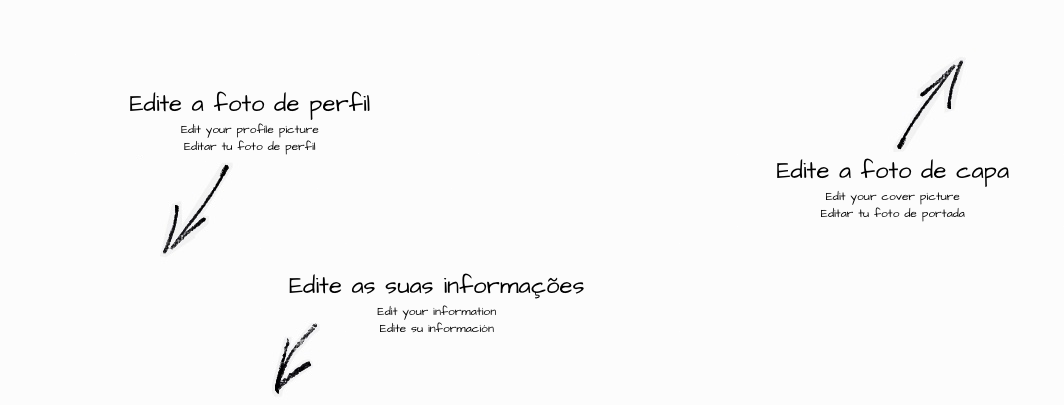 Edite a foto de perfil
Edit your profile picture
Editar tu foto de perfil
Edite a foto de capa
Edit your cover picture
Editar tu foto de portada
Edite as suas informações
Edit your information
Edite su información